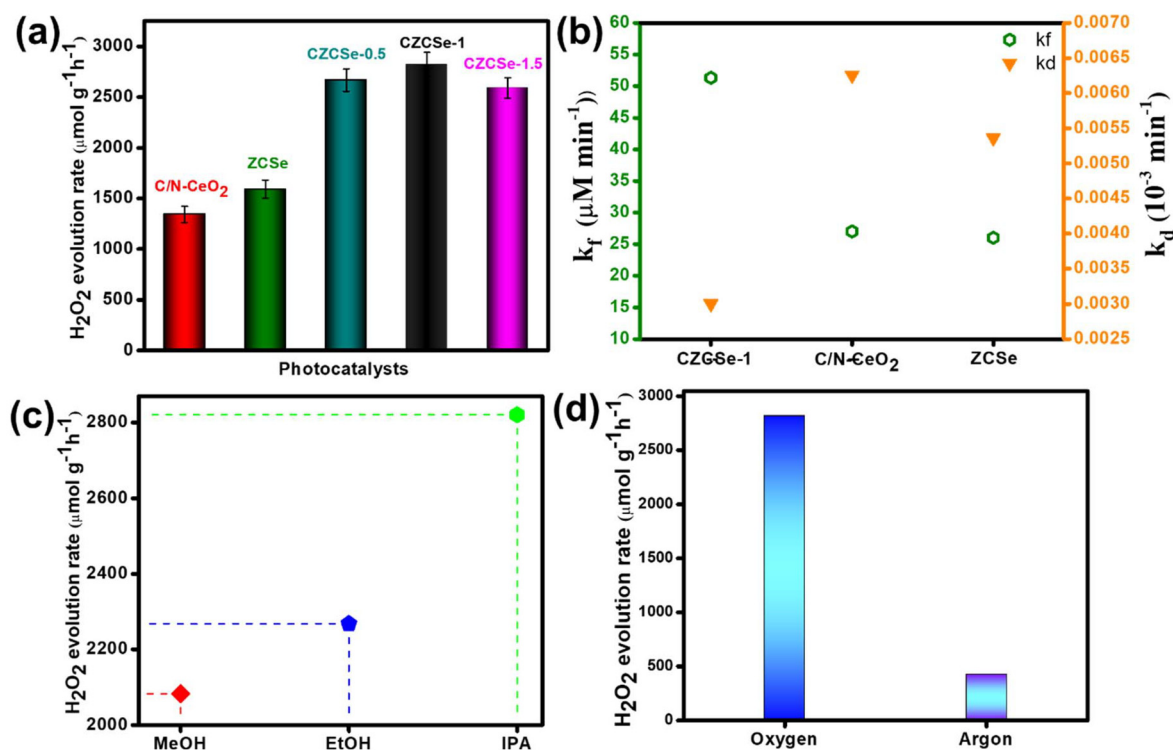 (a)
H₂O₂ evolution rate (μmol g⁻¹h⁻¹)
3000
2500
2000
1500
1000
500
0
C/N-CeO₂
ZCSe
CZCSe-0.5
CZCSe-1
CZCSe-1.5
Photocatalysts
(b)
k_f (μM min⁻¹))
60
55
50
45
40
35
30
25
20
15
10
kf
kd
0.0070
0.0065
0.0060
0.0055
0.0050
0.0045
0.0040
0.0035
0.0030
0.0025
k_d (10⁻³ min⁻¹)
CZCSe-1
C/N-CeO₂
ZCSe
(c)
H₂O₂ evolution rate (μmol g⁻¹h⁻¹)
2800
2600
2400
2200
2000
MeOH
EtOH
IPA
(d)
H₂O₂ evolution rate (μmol g⁻¹h⁻¹)
3000
2500
2000
1500
1000
500
0
Oxygen
Argon